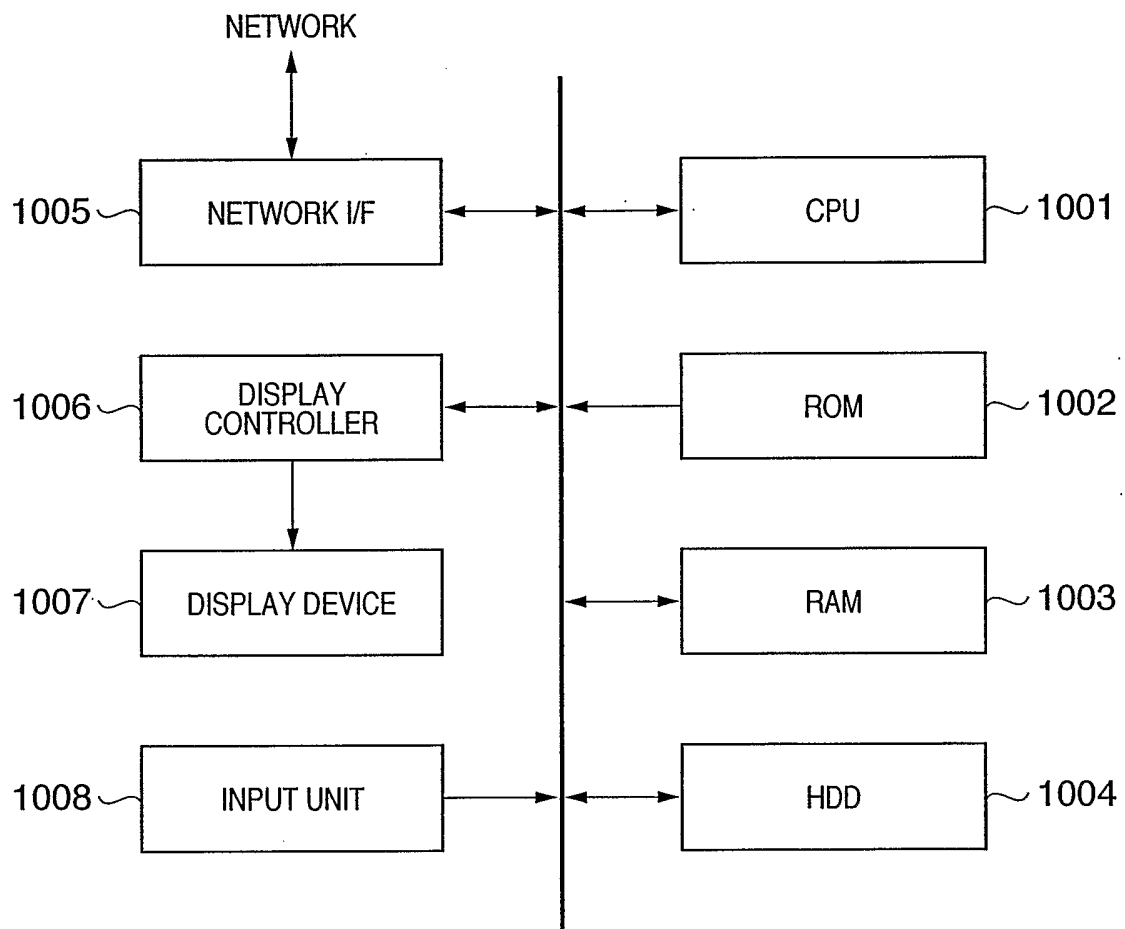 NETWORK
1005
NETWORK I/F
CPU
1001
1006
DISPLAY
CONTROLLER
ROM
1002
1007
DISPLAY DEVICE
RAM
1003
1008
INPUT UNIT
HDD
1004